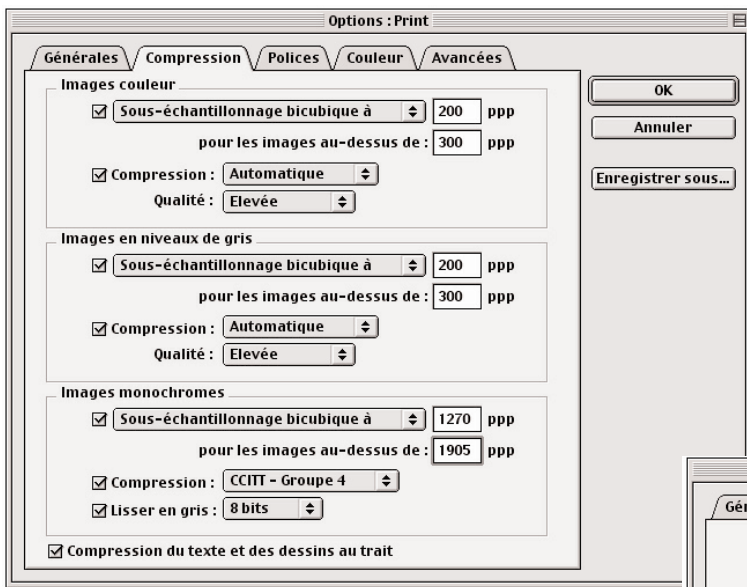 Options : Print
Générales Compression Polices Couleur Avancées
Images couleur
Sous-échantillonnage bicubique à 200 ppp
pour les images au-dessus de : 300 ppp
Compression : Automatique
Qualité : Elevée
Images en niveaux de gris
Sous-échantillonnage bicubique à 200 ppp
pour les images au-dessus de : 300 ppp
Compression : Automatique
Qualité : Elevée
Images monochromes
Sous-échantillonnage bicubique à 1270 ppp
pour les images au-dessus de : 1905 ppp
Compression : CCITT - Groupe 4
Lisser en gris : 8 bits
Compression du texte et des dessins au trait
OK
Annuler
Enregistrer sous...
Gén